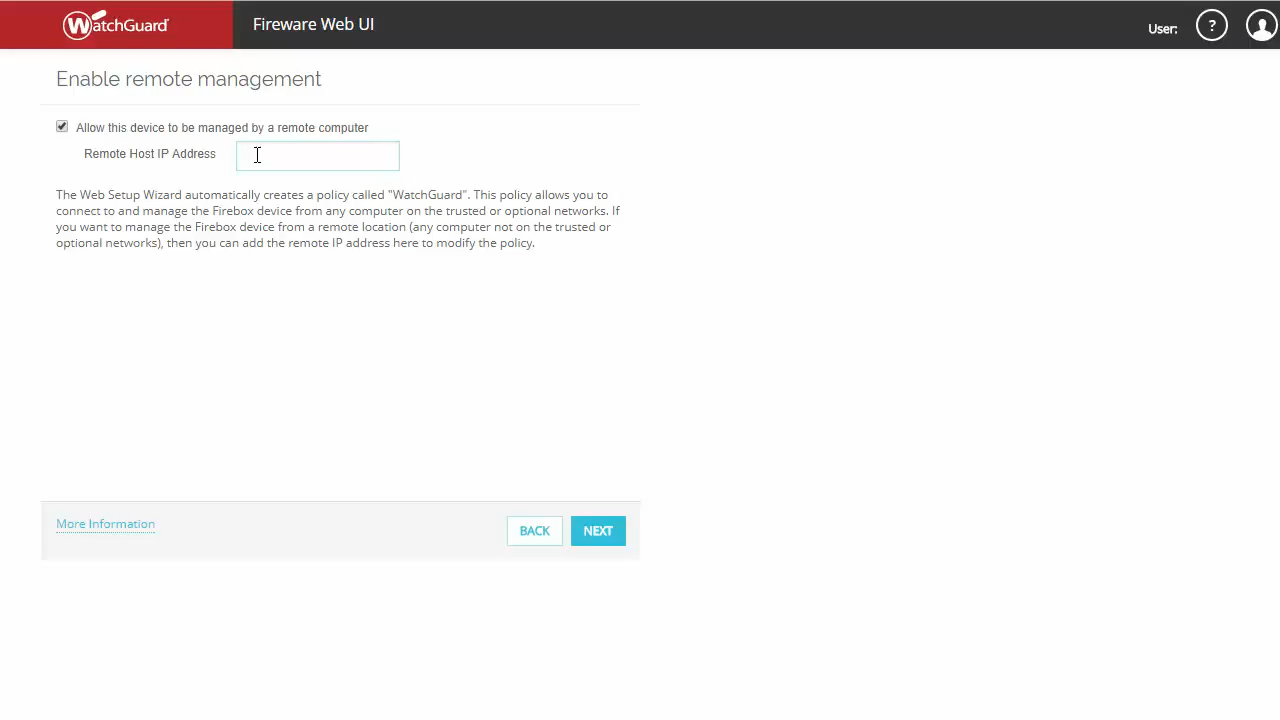 WatchGuard
Fireware Web UI
User:
?
Enable remote management
Allow this device to be managed by a remote computer
Remote Host IP Address
The Web Setup Wizard automatically creates a policy called "WatchGuard". This policy allows you to
connect to and manage the Firebox device from any computer on the trusted or optional networks. If
you want to manage the Firebox device from a remote location (any computer not on the trusted or
optional networks), then you can add the remote IP address here to modify the policy.
More Information
BACK
NEXT